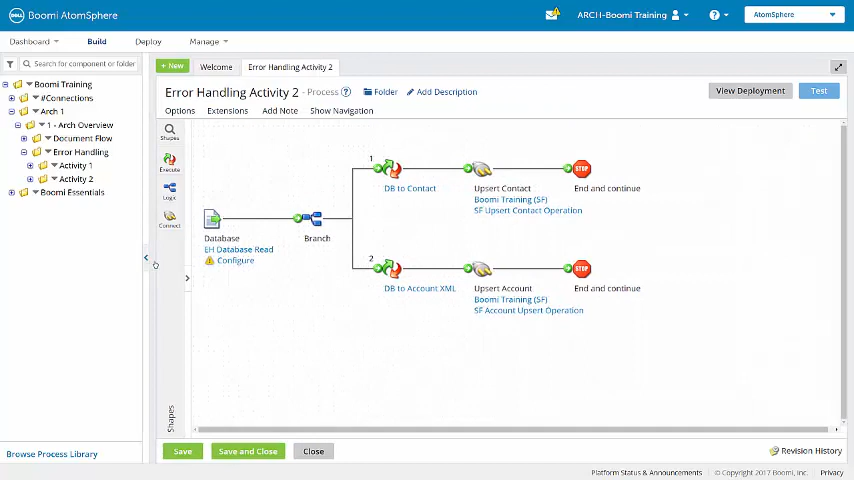 DELL Boomi AtomSphere
ARCH-Boomi Training
AtomSphere
Dashboard
Build
Deploy
Manage
Search for component or folder
Boomi Training
#Connections
Arch 1
1 - Arch Overview
Document Flow
Error Handling
Activity 1
Activity 2
Boomi Essentials
Browse Process Library
+ New
Welcome
Error Handling Activity 2
Error Handling Activity 2 - Process
Folder
Add Description
View Deployment
Test
Options
Extensions
Add Note
Show Navigation
Shapes
Execute
Logic
Connect
Shapes
1
DB to Contact
Upsert Contact
Boomi Training (SF)
SF Upsert Contact Operation
End and continue
Database
EH Database Read
Configure
Branch
2
DB to Account XML
Upsert Account
Boomi Training (SF)
SF Account Upsert Operation
End and continue
Save
Save and Close
Close
Revision History
Platform Status & Announcements
© Copyright 2017 Boomi, Inc.
Privacy